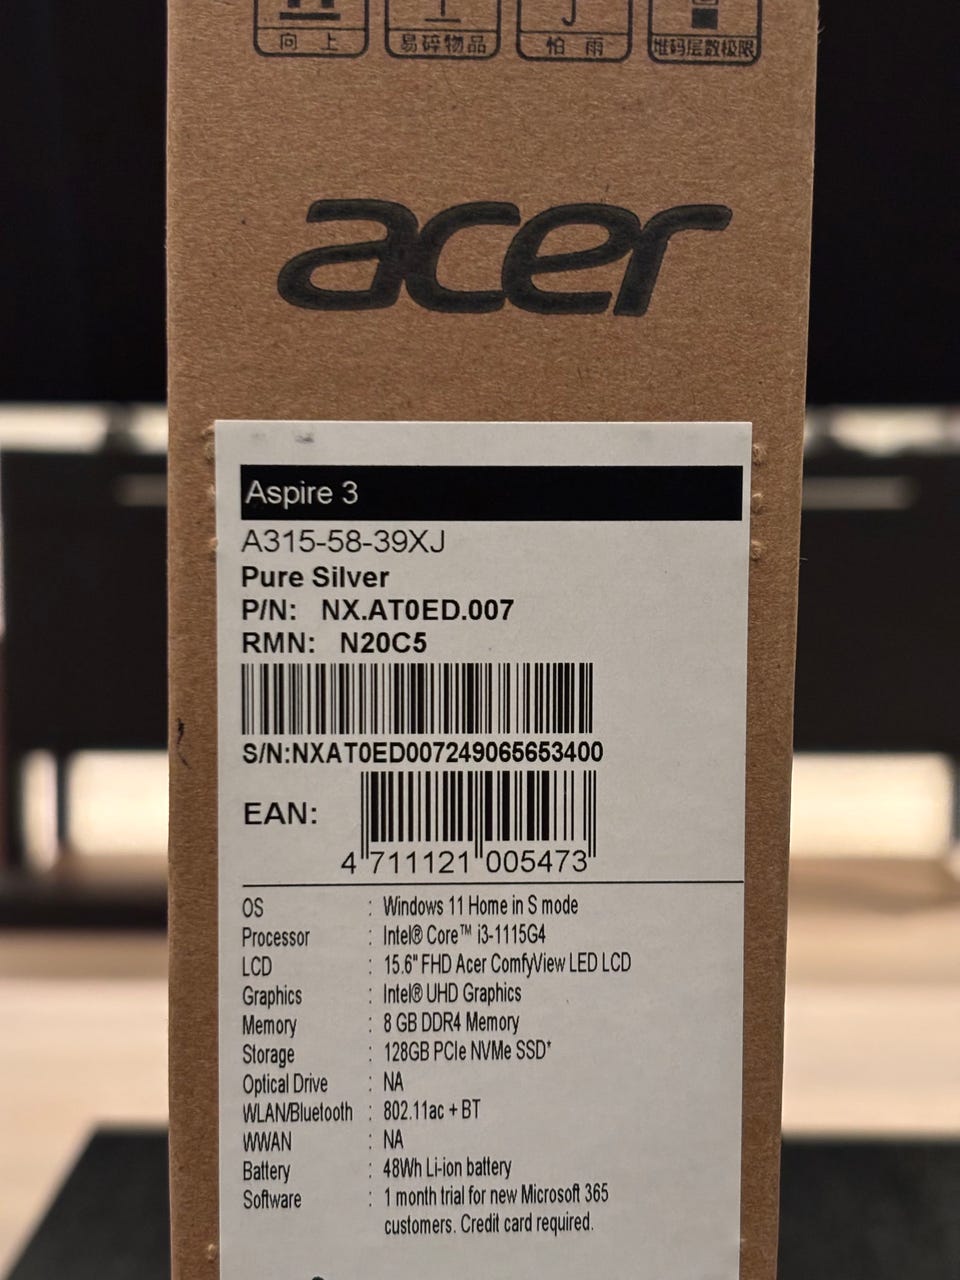 向上 易碎物品 怕雨 堆码层数极限
acer
Aspire 3
A315-58-39XJ
Pure Silver
P/N: NX.AT0ED.007
RMN: N20C5
S/N:NXAT0ED007249065653400
EAN:
4 711121 005473
OS : Windows 11 Home in S mode
Processor : Intel® Core™ i3-1115G4
LCD : 15.6" FHD Acer ComfyView LED LCD
Graphics : Intel® UHD Graphics
Memory : 8 GB DDR4 Memory
Storage : 128GB PCIe NVMe SSD*
Optical Drive : NA
WLAN/Bluetooth : 802.11ac + BT
WWAN : NA
Battery : 48Wh Li-ion battery
Software : 1 month trial for new Microsoft 365
customers. Credit card required.